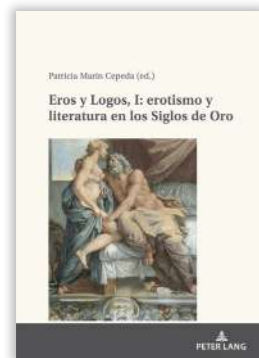 Patricia Marín Cepeda (ed.)
Eros y Logos, I: erotismo y
literatura en los Siglos de Oro
PETER LANG